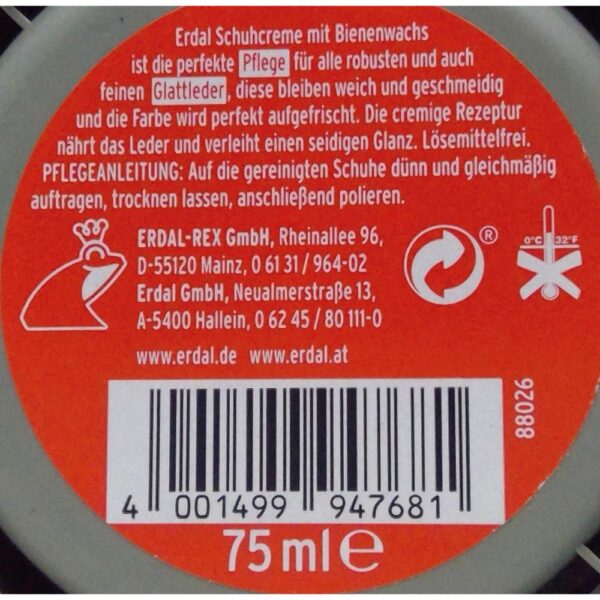 Erdal Schuhcreme mit Bienenwachs
ist die perfekte Pflege für alle robusten und auch
feinen Glattleder, diese bleiben weich und geschmeidig
und die Farbe wird perfekt aufgefrischt. Die cremige Rezeptur
nährt das Leder und verleiht einen seidigen Glanz. Lösemittelfrei.
PFLEGEANLEITUNG: Auf die gereinigten Schuhe dünn und gleichmäßig
auftragen, trocknen lassen, anschließend polieren.
ERDAL-REX GmbH, Rheinallee 96,
D-55120 Mainz, 0 61 31 / 964-02
Erdal GmbH, Neualmerstraße 13,
A-5400 Hallein, 0 62 45 / 80 111-0
www.erdal.de www.erdal.at
®
0°C 32°F
88026
4 001499 947681
75 ml e